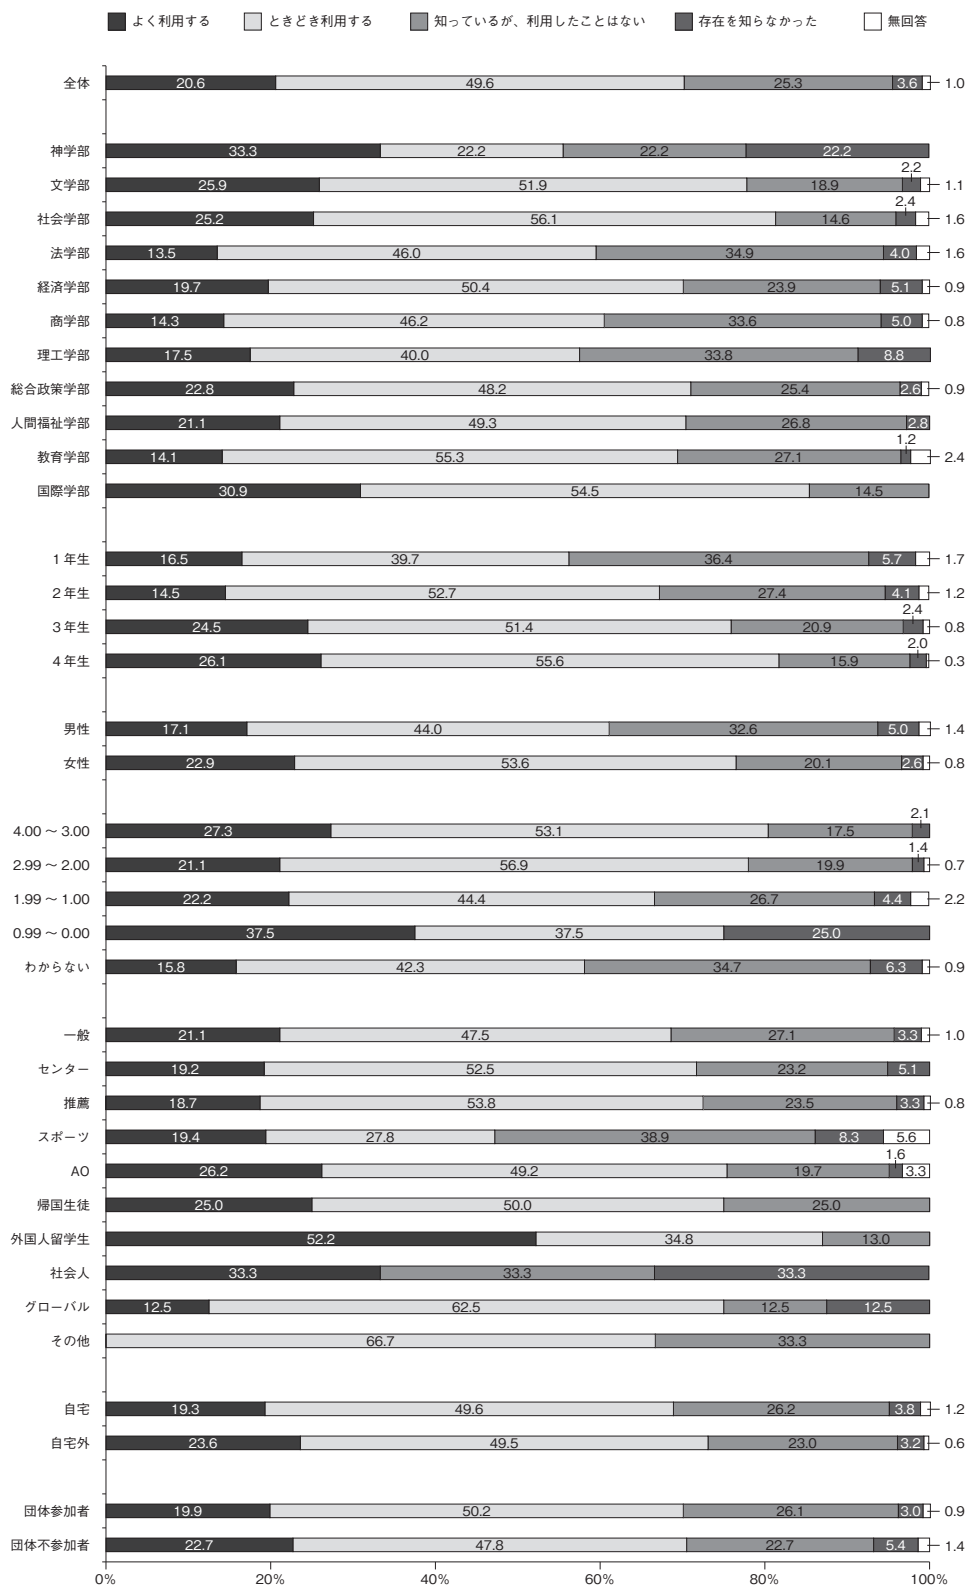 よく利用する ときどき利用する 知っているが、利用したことはない 存在を知らなかった 無回答
全体 20.6 49.6 25.3 3.6 1.0
神学部 33.3 22.2 22.2 22.2
文学部 25.9 51.9 18.9 2.2 1.1
社会学部 25.2 56.1 14.6 2.4 1.6
法学部 13.5 46.0 34.9 4.0 1.6
経済学部 19.7 50.4 23.9 5.1 0.9
商学部 14.3 46.2 33.6 5.0 0.8
理工学部 17.5 40.0 33.8 8.8
総合政策学部 22.8 48.2 25.4 2.6 0.9
人間福祉学部 21.1 49.3 26.8 2.8
教育学部 14.1 55.3 27.1 1.2 2.4
国際学部 30.9 54.5 14.5
1年生 16.5 39.7 36.4 5.7 1.7
2年生 14.5 52.7 27.4 4.1 1.2
3年生 24.5 51.4 20.9 2.4 0.8
4年生 26.1 55.6 15.9 2.0 0.3
男性 17.1 44.0 32.6 5.0 1.4
女性 22.9 53.6 20.1 2.6 0.8
4.00～3.00 27.3 53.1 17.5 2.1
2.99～2.00 21.1 56.9 19.9 1.4 0.7
1.99～1.00 22.2 44.4 26.7 4.4 2.2
0.99～0.00 37.5 37.5 25.0
わからない 15.8 42.3 34.7 6.3 0.9
一般 21.1 47.5 27.1 3.3 1.0
センター 19.2 52.5 23.2 5.1
推薦 18.7 53.8 23.5 3.3 0.8
スポーツ 19.4 27.8 38.9 8.3 5.6
AO 26.2 49.2 19.7 1.6 3.3
帰国生徒 25.0 50.0 25.0
外国人留学生 52.2 34.8 13.0
社会人 33.3 33.3 33.3
グローバル 12.5 62.5 12.5 12.5
その他 66.7 33.3
自宅 19.3 49.6 26.2 3.8 1.2
自宅外 23.6 49.5 23.0 3.2 0.6
団体参加者 19.9 50.2 26.1 3.0 0.9
団体不参加者 22.7 47.8 22.7 5.4 1.4
0% 20% 40% 60% 80% 100%